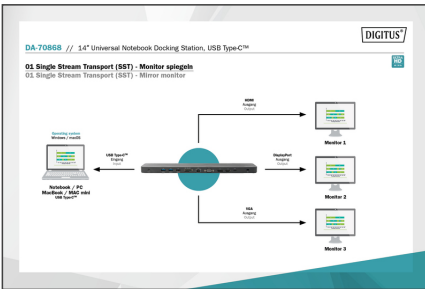 DIGITUS®
DA-70868 // 14" Universal Notebook Docking Station, USB Type-C™
01 Single Stream Transport (SST) - Monitor spiegeln
01 Single Stream Transport (SST) - Mirror monitor
HDMI
Ausgang
Output
Monitor 1
Operating system
Windows / macOS
USB Type-C™
Eingang
Input
DisplayPort
Ausgang
Output
Notebook / PC
MacBook / MAC mini
USB Type-C™
Monitor 2
VGA
Ausgang
Output
Monitor 3